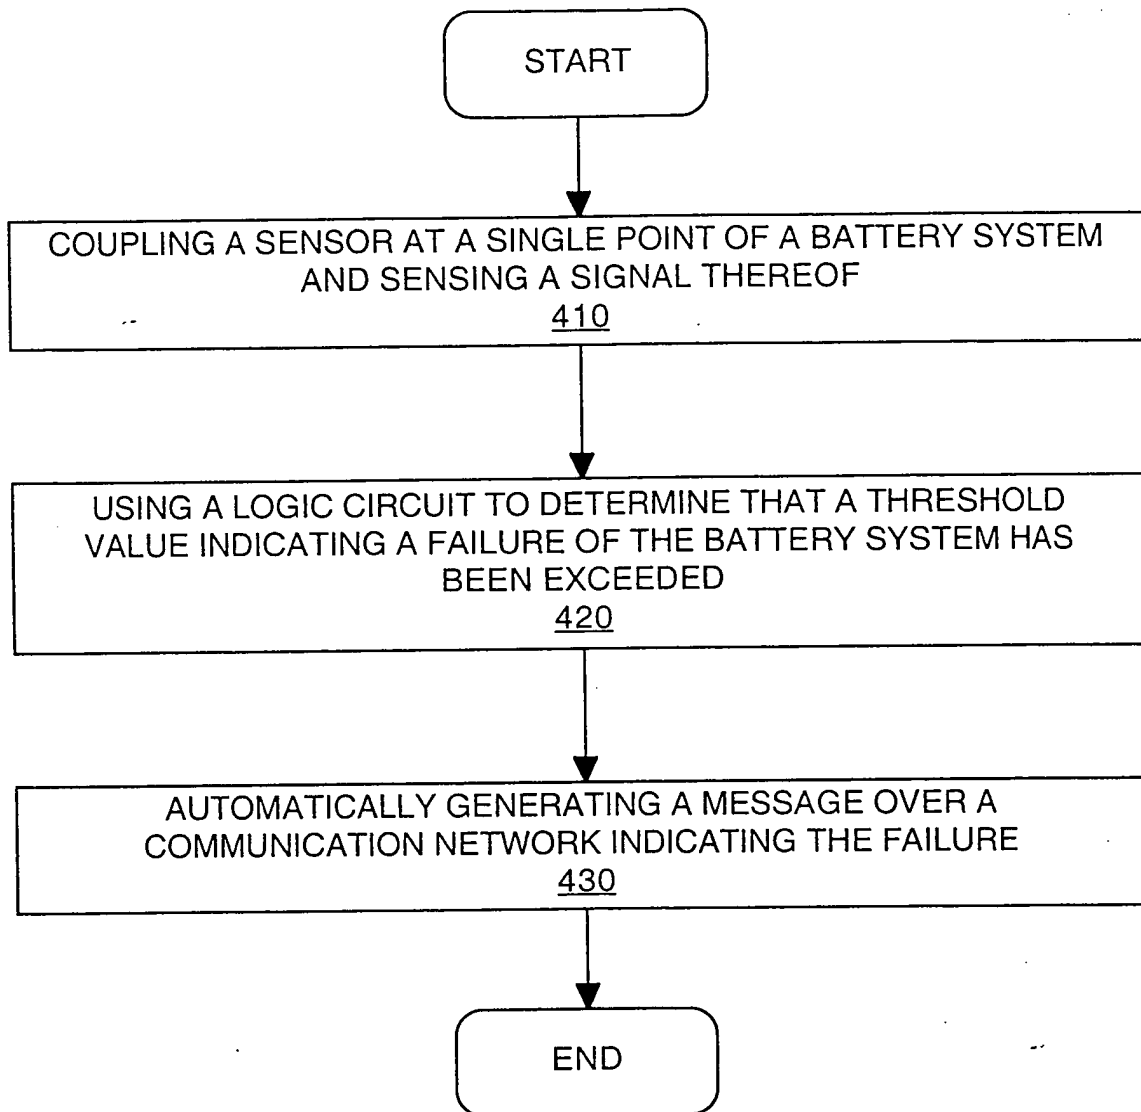 START
COUPLING A SENSOR AT A SINGLE POINT OF A BATTERY SYSTEM
AND SENSING A SIGNAL THEREOF
410
USING A LOGIC CIRCUIT TO DETERMINE THAT A THRESHOLD
VALUE INDICATING A FAILURE OF THE BATTERY SYSTEM HAS
BEEN EXCEEDED
420
AUTOMATICALLY GENERATING A MESSAGE OVER A
COMMUNICATION NETWORK INDICATING THE FAILURE
430
END